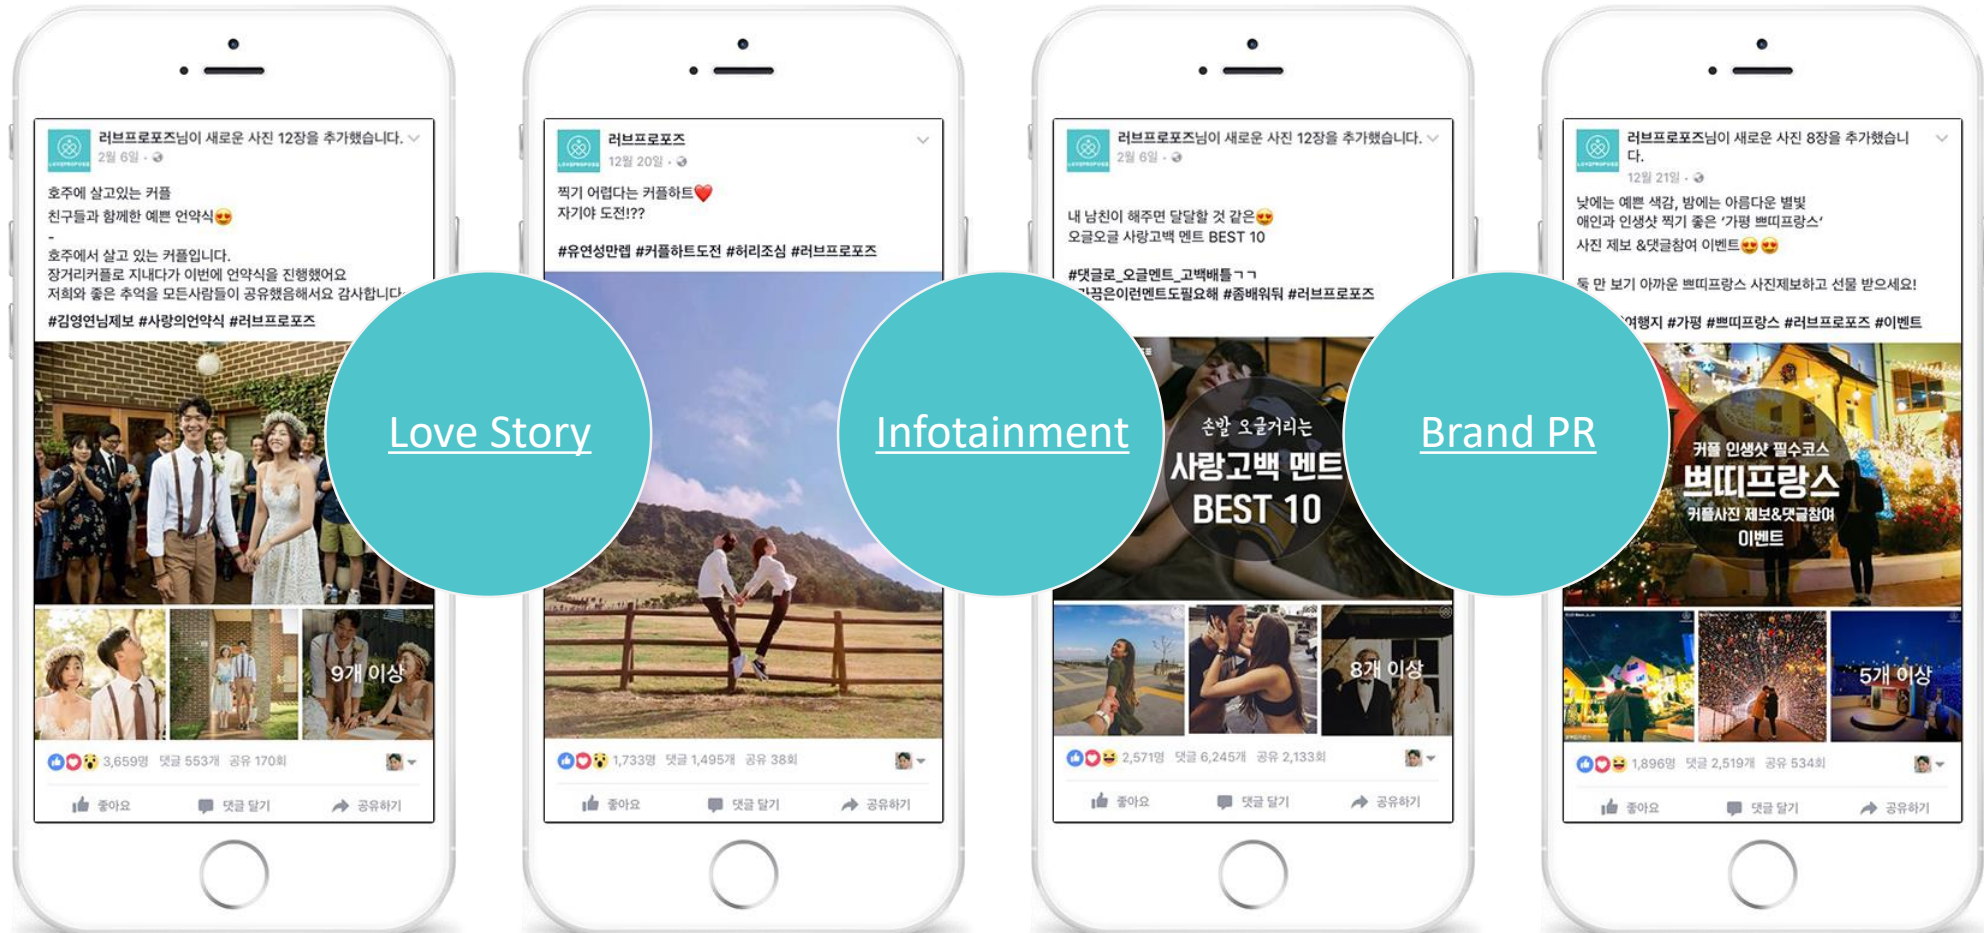 러브프로포즈님이 새로운 사진 12장을 추가했습니다.
2월 6일 ·
호주에 살고있는 커플
친구들과 함께한 예쁜 언약식
-
호주에서 살고 있는 커플입니다.
장거리커플로 지내다가 이번에 언약식을 진행했어요
저희와 좋은 추억을 모든사람들이 공유했음해서요 감사합니다
#김영연님제보 #사랑의언약식 #러브프로포즈
9개 이상
3,659명 댓글 553개 공유 170회
좋아요 댓글 달기 공유하기
Love Story
러브프로포즈
12월 20일 ·
찍기 어렵다는 커플하트
자기야 도전!??
#유연성만렙 #커플하트도전 #허리조심 #러브프로포즈
1,733명 댓글 1,495개 공유 38회
좋아요 댓글 달기 공유하기
Infotainment
러브프로포즈님이 새로운 사진 12장을 추가했습니다.
2월 6일 ·
내 남친이 해주면 달달할 것 같은
오글오글 사랑고백 멘트 BEST 10
#댓글로_오글멘트_고백배틀ㄱㄱ
#좀배워둬 #러브프로포즈
손발 오글거리는
사랑고백 멘트
BEST 10
8개 이상
2,571명 댓글 6,245개 공유 2,133회
좋아요 댓글 달기 공유하기
Brand PR
러브프로포즈님이 새로운 사진 8장을 추가했습니
다.
12월 21일 ·
낮에는 예쁜 색감, 밤에는 아름다운 별빛
애인과 인생샷 찍기 좋은 '가평 쁘띠프랑스'
사진 제보 &댓글참여 이벤트
둘 만 보기 아까운 쁘띠프랑스 사진제보하고 선물 받으세요!
#가평 #쁘띠프랑스 #러브프로포즈 #이벤트
커플 인생샷 필수코스
쁘띠프랑스
커플사진 제보&댓글참여
이벤트
5개 이상
1,896명 댓글 2,519개 공유 534회
좋아요 댓글 달기 공유하기